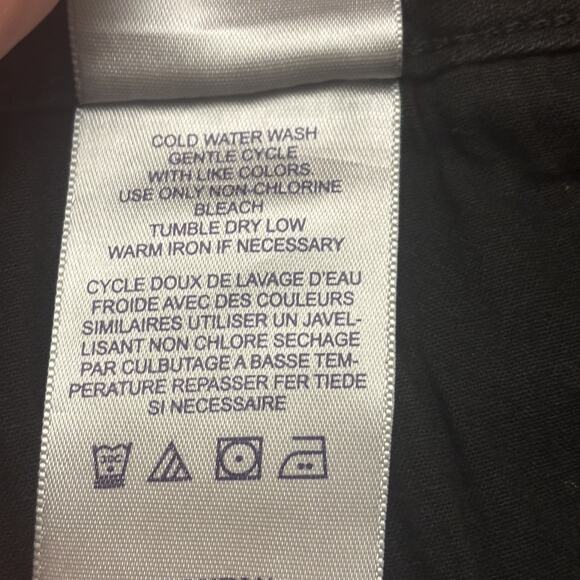 COLD WATER WASH
GENTLE CYCLE
WITH LIKE COLORS
USE ONLY NON-CHLORINE
BLEACH
TUMBLE DRY LOW
WARM IRON IF NECESSARY
CYCLE DOUX DE LAVAGE D'EAU
FROIDE AVEC DES COULEURS
SIMILAIRES UTILISER UN JAVEL-
LISANT NON CHLORE SECHAGE
PAR CULBUTAGE A BASSE TEM-
PERATURE REPASSER FER TIEDE
SI NECESSAIRE
30C